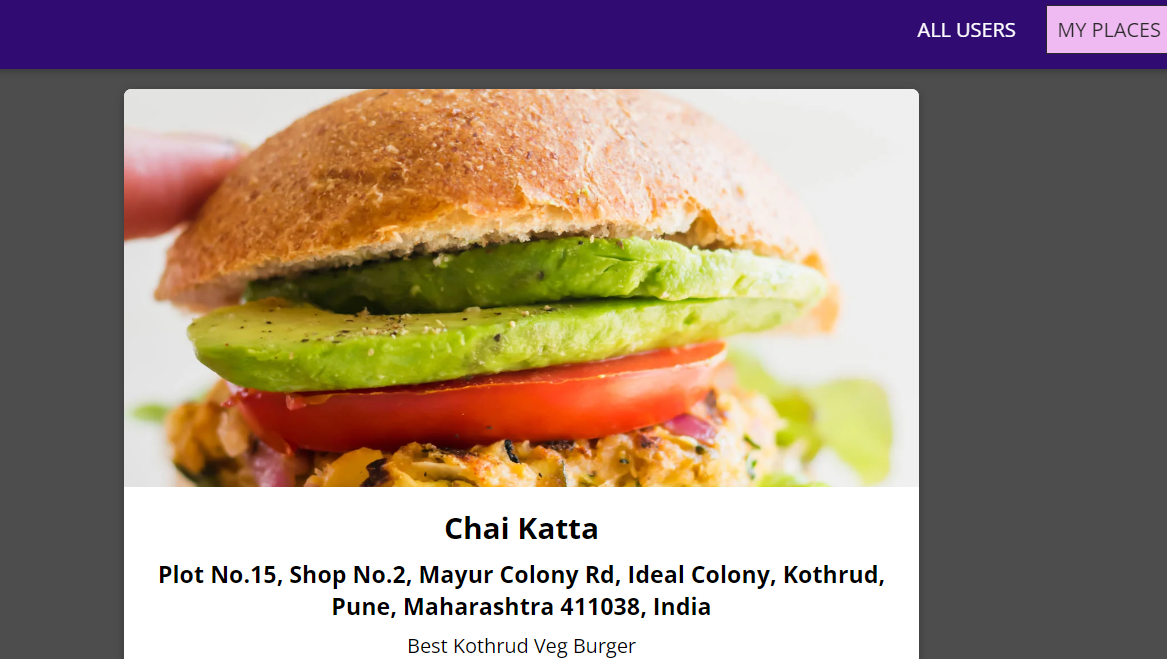 ALL USERS
MY PLACES
Chai Katta
Plot No.15, Shop No.2, Mayur Colony Rd, Ideal Colony, Kothrud,
Pune, Maharashtra 411038, India
Best Kothrud Veg Burger